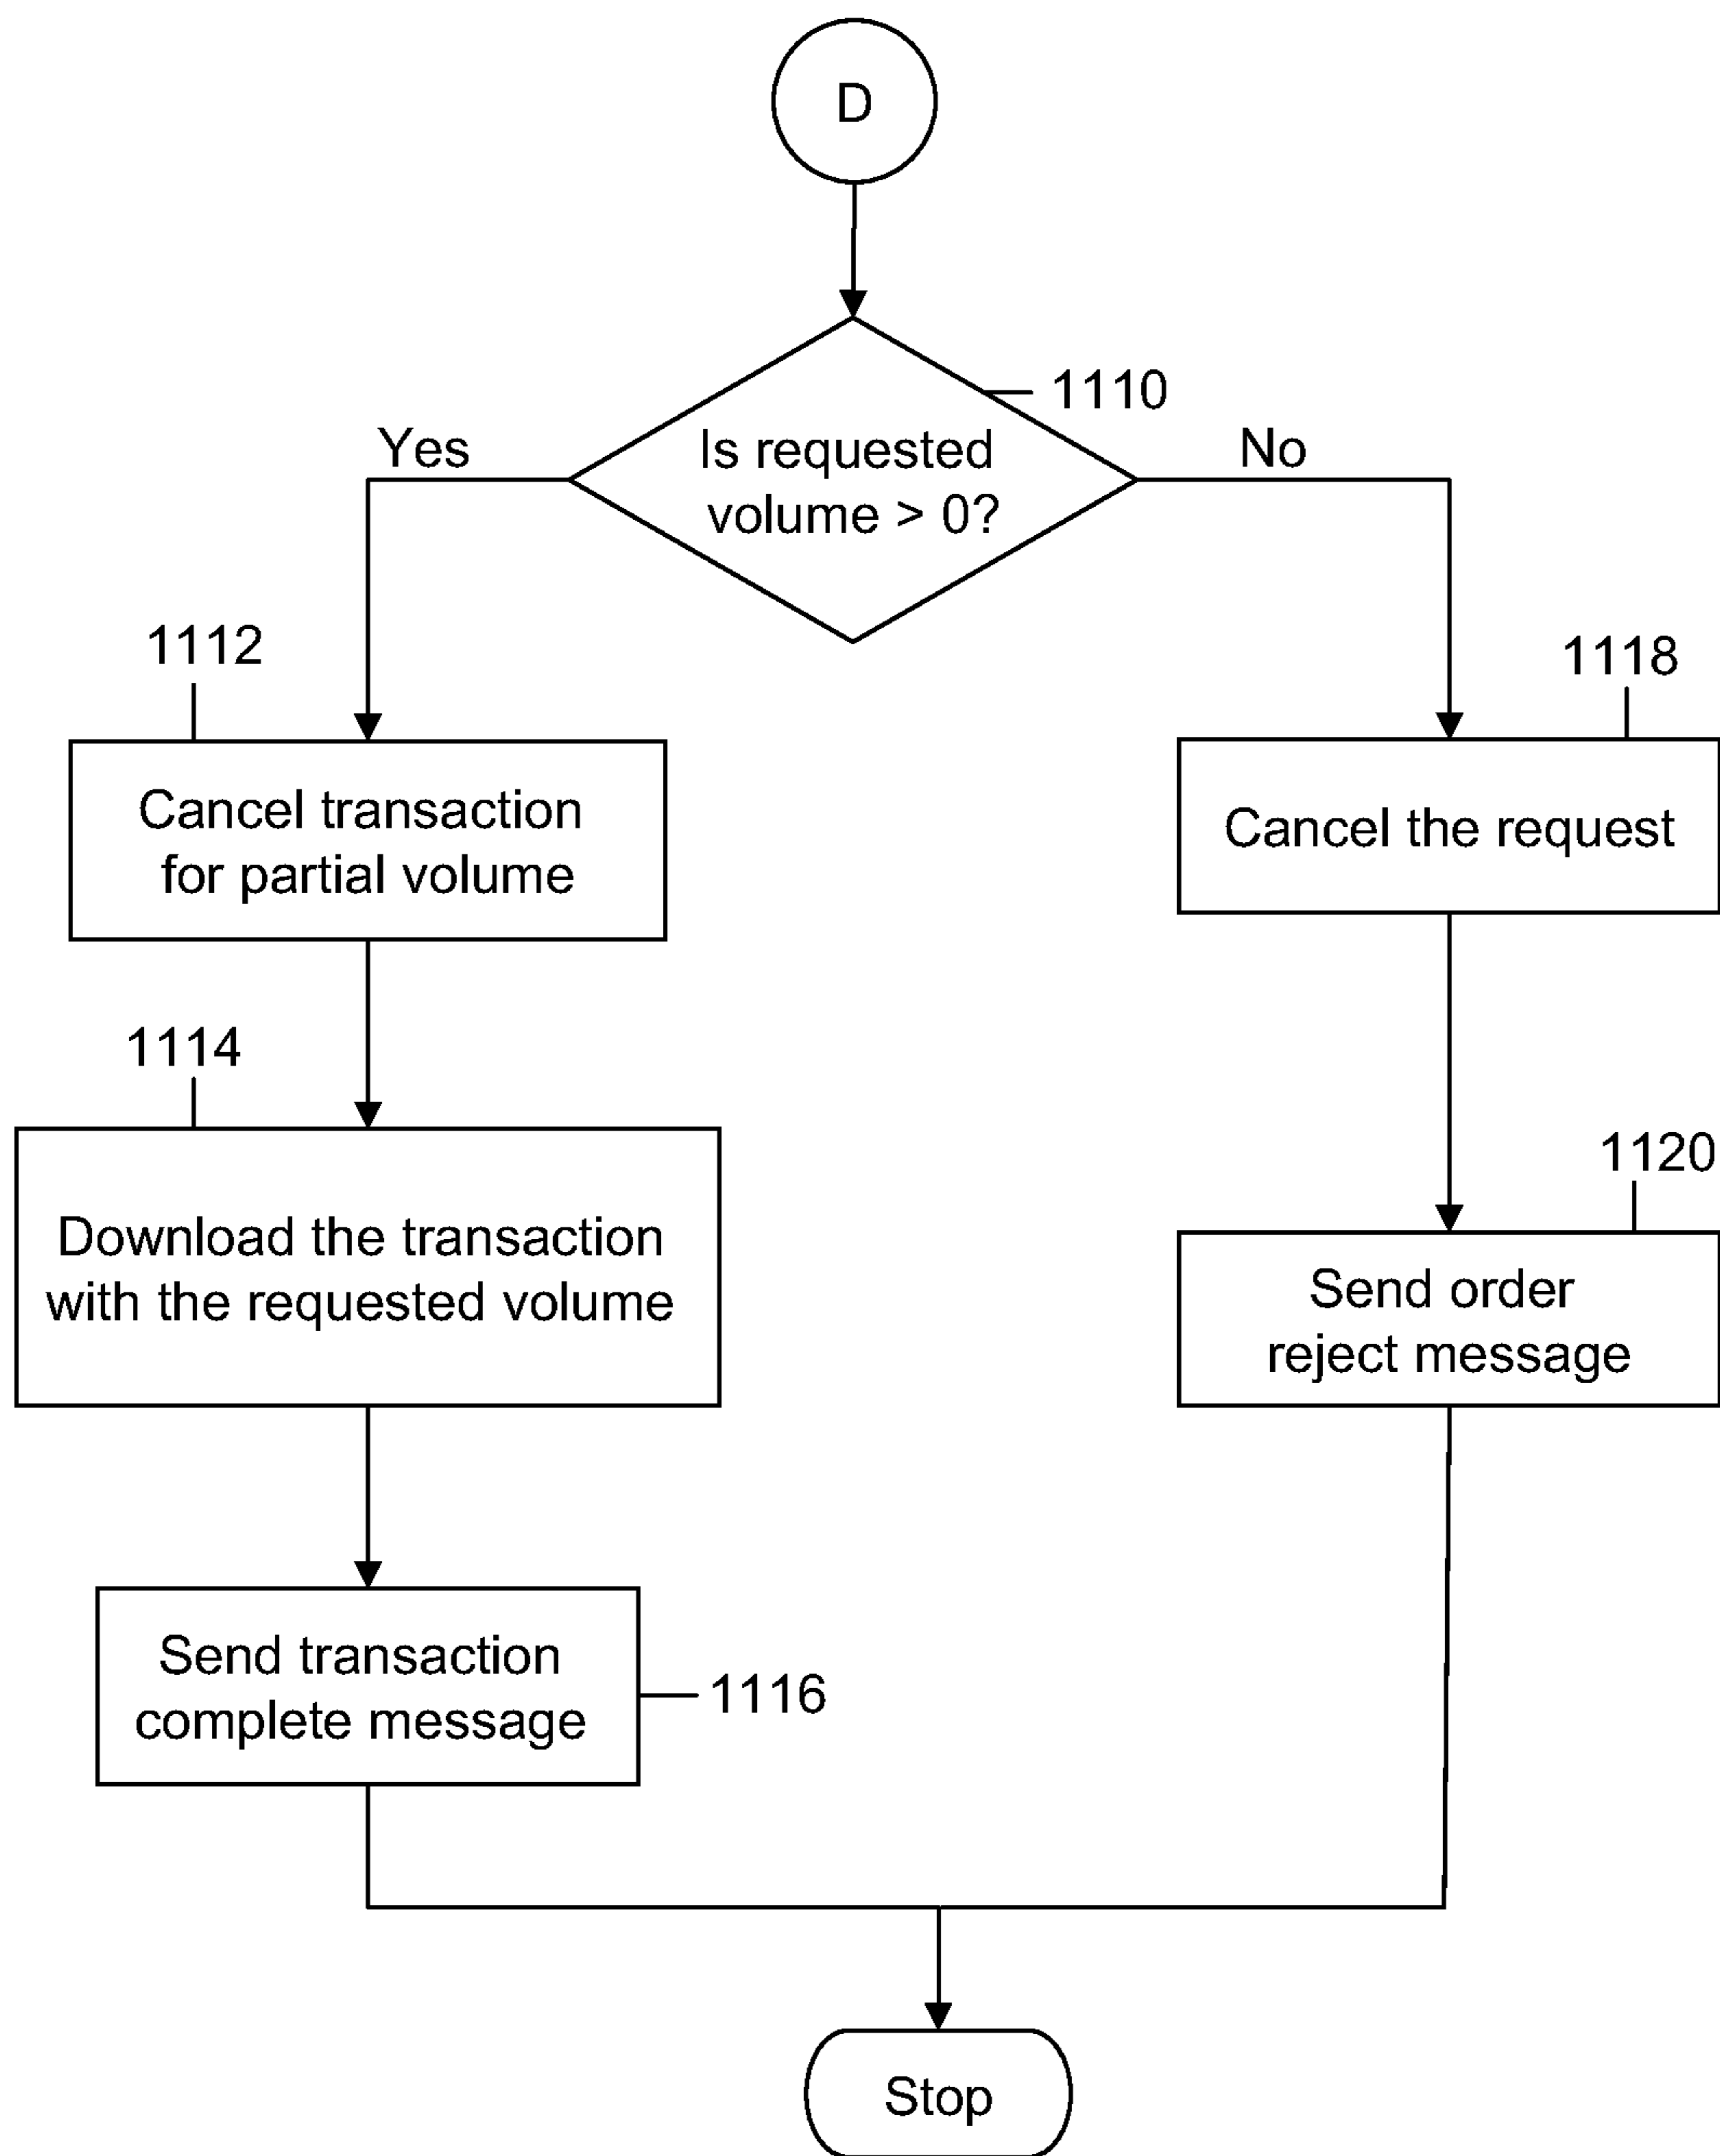 D
1110
Yes
Is requested
volume > 0?
No
1112
1118
Cancel transaction
for partial volume
Cancel the request
1114
1120
Download the transaction
with the requested volume
Send order
reject message
Send transaction
complete message
1116
Stop